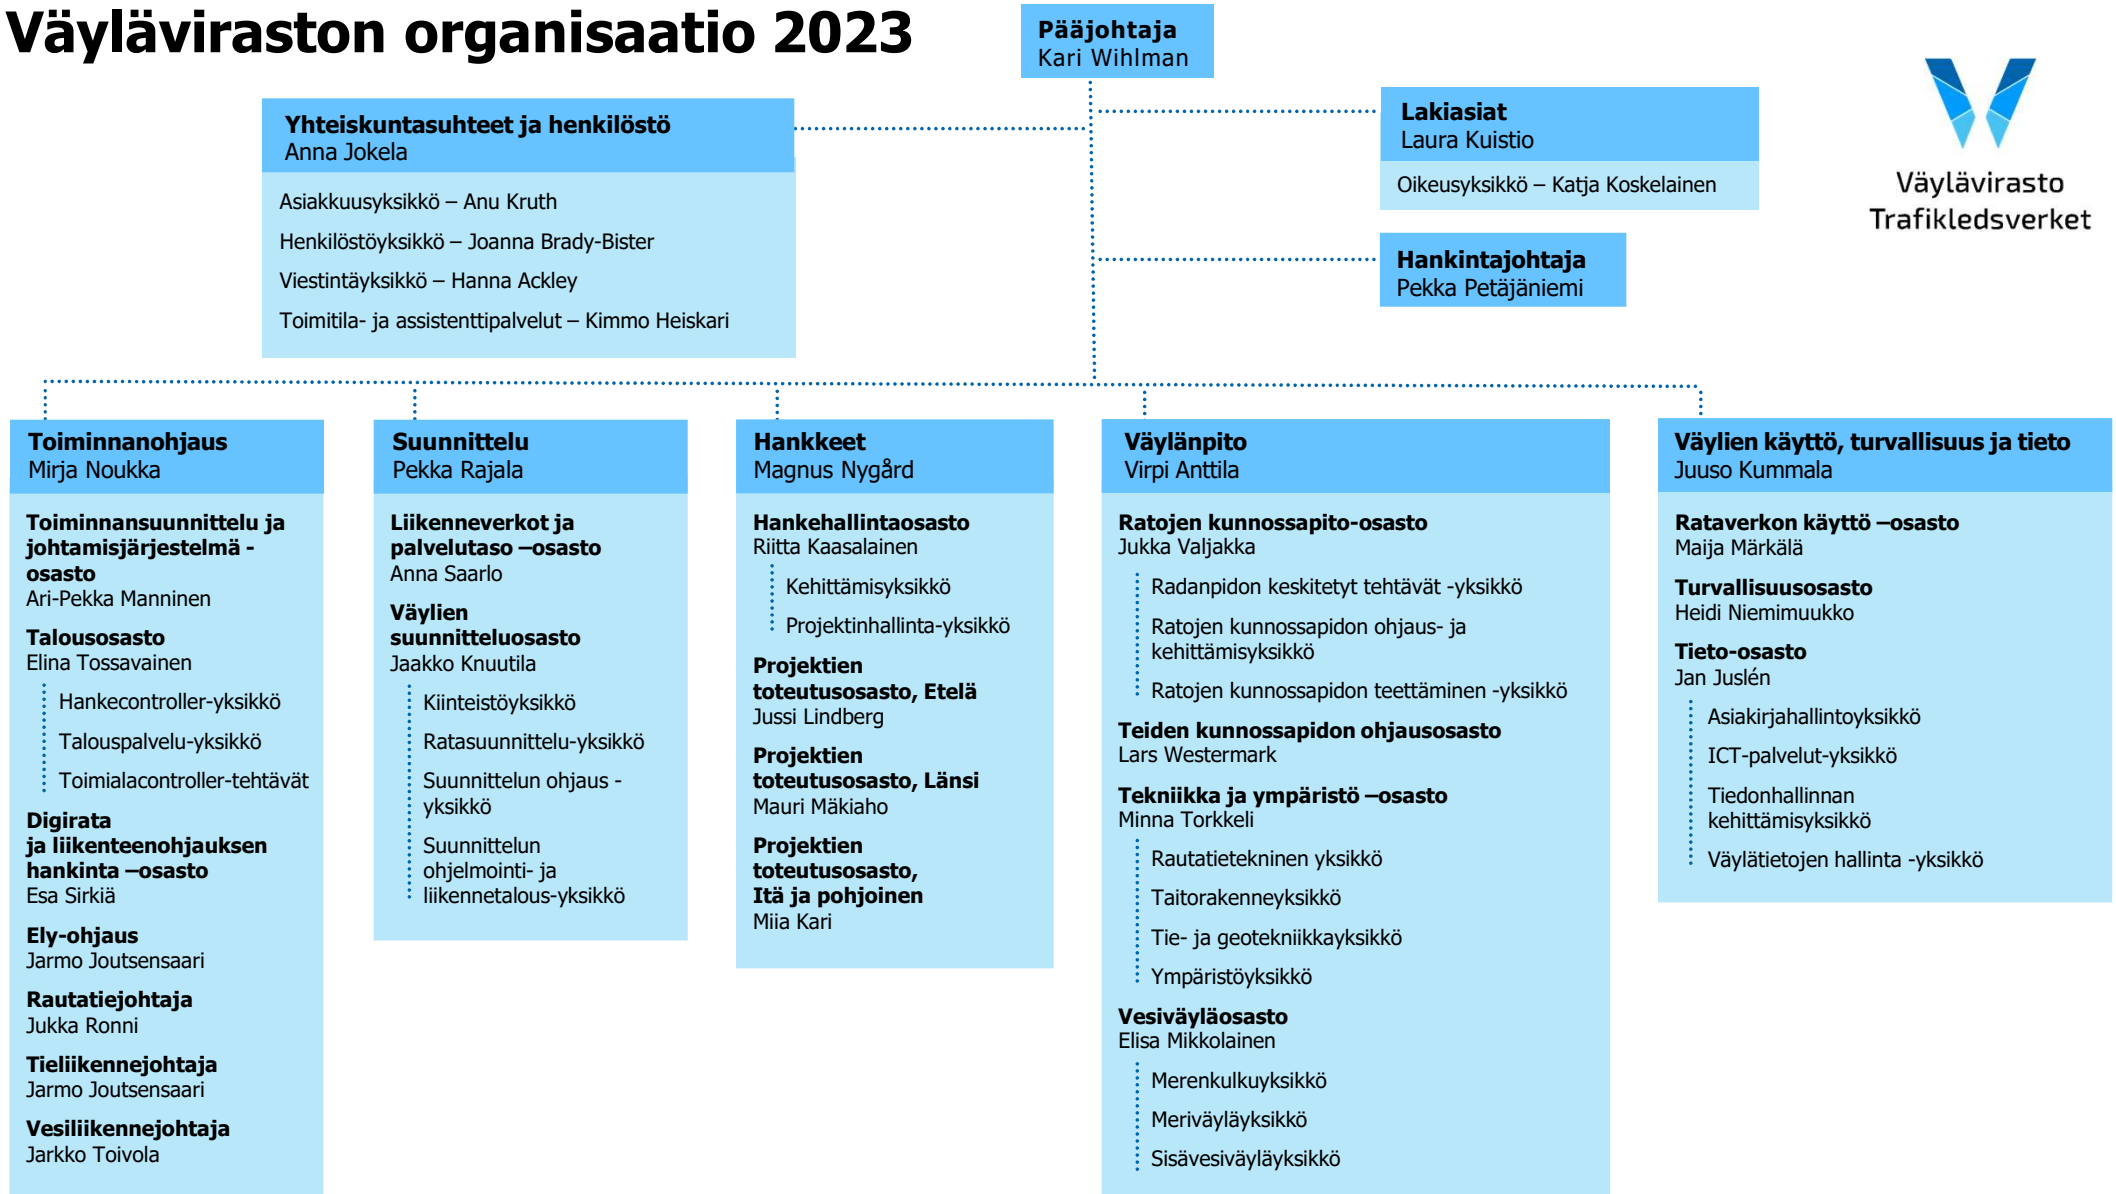 Väyläviraston organisaatio 2023
Pääjohtaja
Kari Wihlman
Yhteiskuntasuhteet ja henkilöstö
Anna Jokela
Asiakkuusyksikkö – Anu Kruth
Henkilöstöyksikkö – Joanna Brady-Bister
Viestintäyksikkö – Hanna Ackley
Toimitila- ja assistenttipalvelut – Kimmo Heiskari
Lakiasiat
Laura Kuistio
Oikeusyksikkö – Katja Koskelainen
Hankintajohtaja
Pekka Petäjäniemi
Väylävirasto
Trafikledsverket
Toiminnanohjaus
Mirja Noukka
Toiminnansuunnittelu ja
johtamisjärjestelmä -
osasto
Ari-Pekka Manninen
Talousosasto
Elina Tossavainen
Hankecontroller-yksikkö
Talouspalvelu-yksikkö
Toimialacontroller-tehtävät
Digirata
ja liikenteenohjauksen
hankinta –osasto
Esa Sirkiä
Ely-ohjaus
Jarmo Joutsensaari
Rautatiejohtaja
Jukka Ronni
Tieliikennejohtaja
Jarmo Joutsensaari
Vesiliikennejohtaja
Jarkko Toivola
Suunnittelu
Pekka Rajala
Liikenneverkot ja
palvelutaso –osasto
Anna Saarlo
Väylien
suunnitteluosasto
Jaakko Knuutila
Kiinteistöyksikkö
Ratasuunnittelu-yksikkö
Suunnittelun ohjaus -
yksikkö
Suunnittelun
ohjelmointi- ja
liikennetalous-yksikkö
Hankkeet
Magnus Nygård
Hankehallintaosasto
Riitta Kaasalainen
Kehittämisyksikkö
Projektinhallinta-yksikkö
Projektien
toteutusosasto, Etelä
Jussi Lindberg
Projektien
toteutusosasto, Länsi
Mauri Mäkiaho
Projektien
toteutusosasto,
Itä ja pohjoinen
Miia Kari
Väylänpito
Virpi Anttila
Ratojen kunnossapito-osasto
Jukka Valjakka
Radanpidon keskitetyt tehtävät -yksikkö
Ratojen kunnossapidon ohjaus- ja
kehittämisyksikkö
Ratojen kunnossapidon teettäminen -yksikkö
Teiden kunnossapidon ohjausosasto
Lars Westermark
Tekniikka ja ympäristö –osasto
Minna Torkkeli
Rautatietekninen yksikkö
Taitorakenneyksikkö
Tie- ja geotekniikkayksikkö
Ympäristöyksikkö
Vesiväyläosasto
Elisa Mikkolainen
Merenkulkuyksikkö
Meriväyläyksikkö
Sisävesiväyläyksikkö
Väylien käyttö, turvallisuus ja tieto
Juuso Kummala
Rataverkon käyttö –osasto
Maija Märkälä
Turvallisuusosasto
Heidi Niemimuukko
Tieto-osasto
Jan Juslén
Asiakirjahallintoyksikkö
ICT-palvelut-yksikkö
Tiedonhallinnan
kehittämisyksikkö
Väylätietojen hallinta -yksikkö